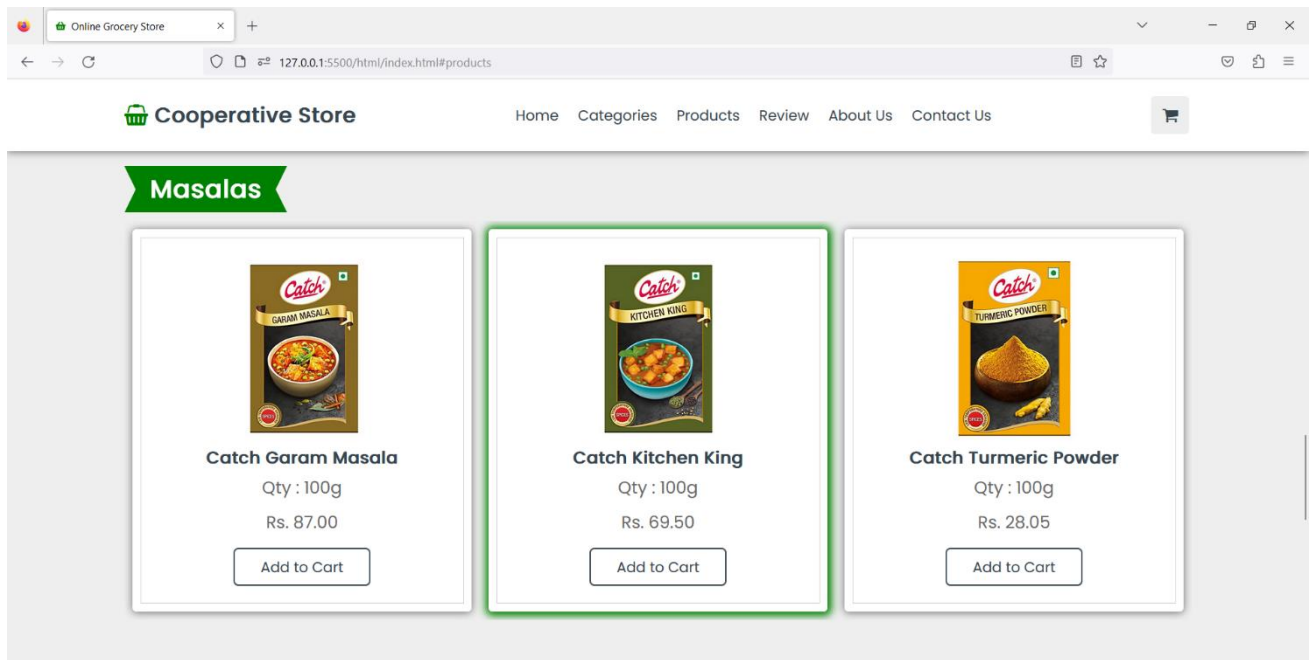 Online Grocery Store
127.0.0.1:5500/html/index.html#products
Cooperative Store
Home Categories Products Review About Us Contact Us
Masalas
Catch
GARAM MASALA
SPICES
Catch Garam Masala
Qty : 100g
Rs. 87.00
Add to Cart
Catch
KITCHEN KING
SPICES
Catch Kitchen King
Qty : 100g
Rs. 69.50
Add to Cart
Catch
TURMERIC POWDER
SPICES
Catch Turmeric Powder
Qty : 100g
Rs. 28.05
Add to Cart